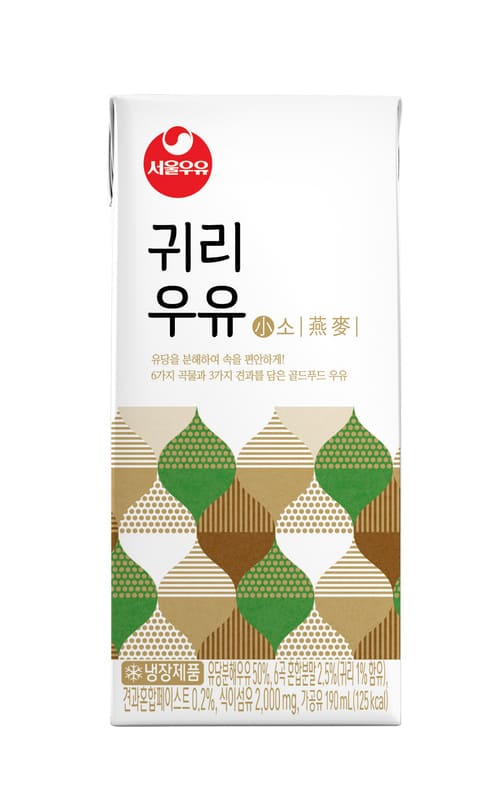 서울우유
귀리
우유 小 소 | 燕麥 |
유당을 분해하여 속을 편안하게!
6가지 곡물과 3가지 견과를 담은 골드푸드 우유
냉장제품 유당분해우유 50%, 6곡 혼합분말 2.5%(귀리 1% 함유),
견과혼합페이스트 0.2%, 식이섬유 2,000mg, 가공유 190mL(125kcal)